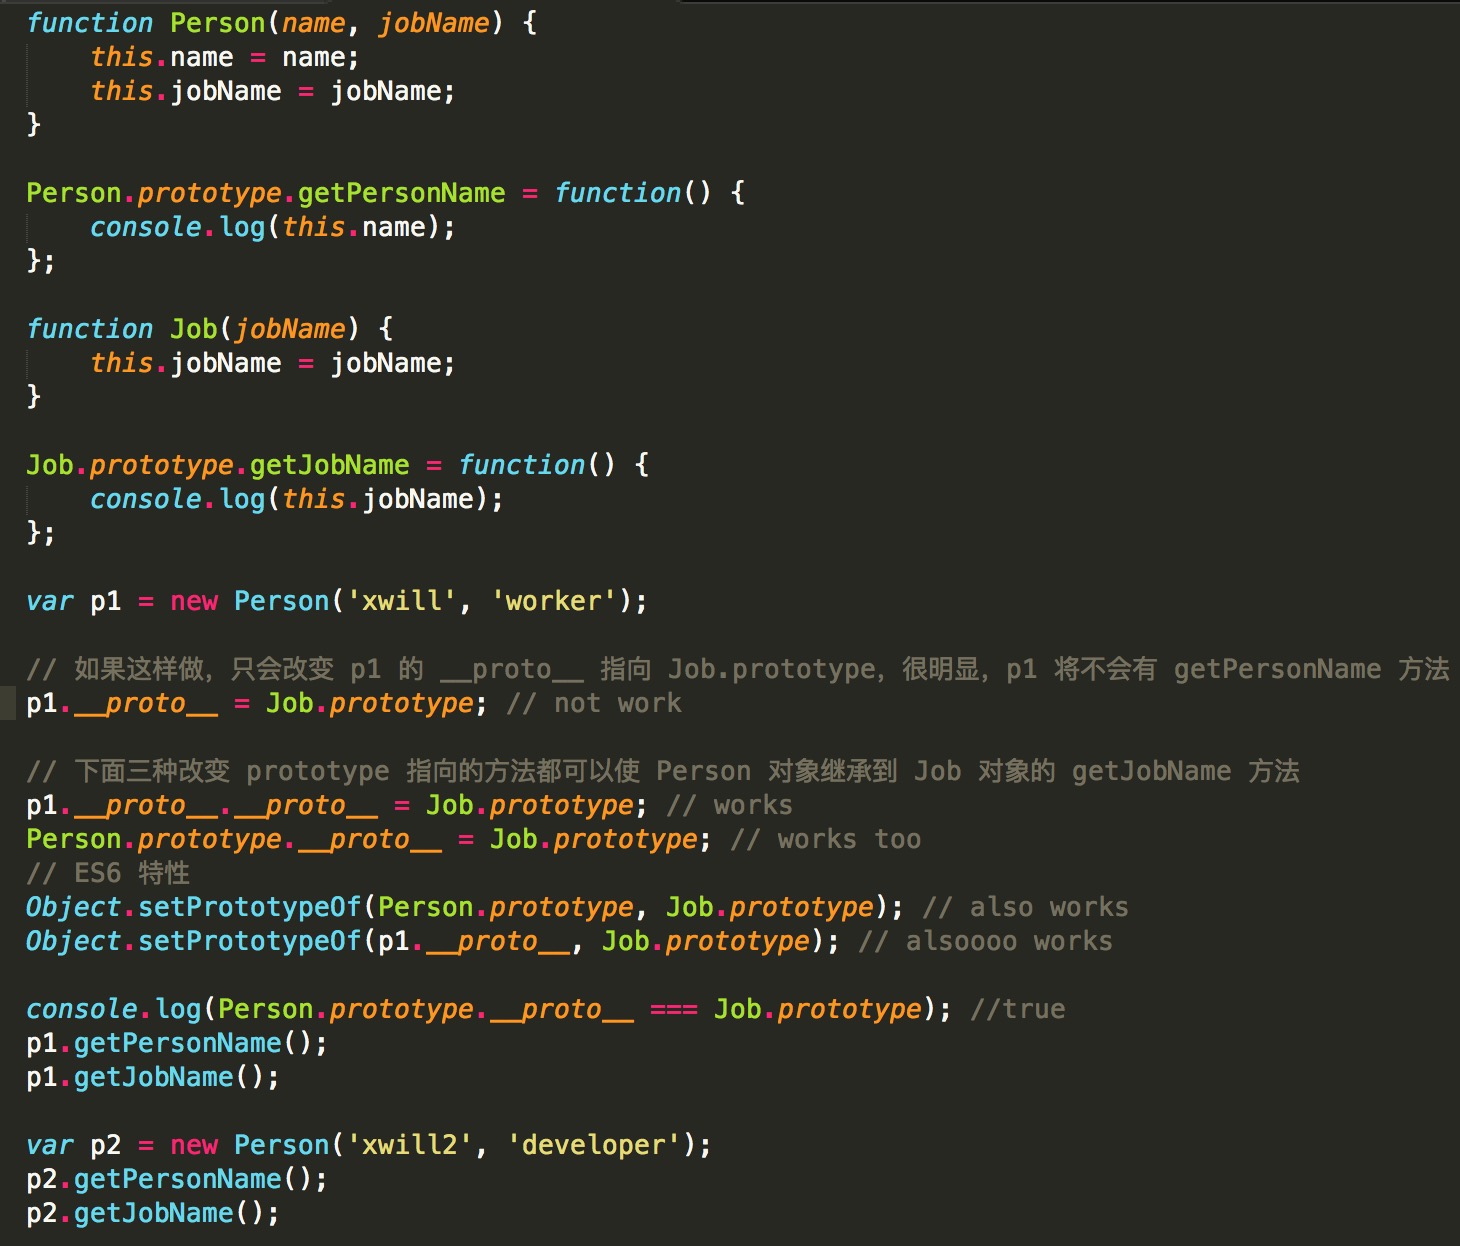 function Person(name, jobName) {
    this.name = name;
    this.jobName = jobName;
}

Person.prototype.getPersonName = function() {
    console.log(this.name);
};

function Job(jobName) {
    this.jobName = jobName;
}

Job.prototype.getJobName = function() {
    console.log(this.jobName);
};

var p1 = new Person('xwill', 'worker');

// 如果这样做，只会改变 p1 的 __proto__ 指向 Job.prototype，很明显，p1 将不会有 getPersonName 方法
p1.__proto__ = Job.prototype; // not work

// 下面三种改变 prototype 指向的方法都可以使 Person 对象继承到 Job 对象的 getJobName 方法
p1.__proto__.__proto__ = Job.prototype; // works
Person.prototype.__proto__ = Job.prototype; // works too
// ES6 特性
Object.setPrototypeOf(Person.prototype, Job.prototype); // also works
Object.setPrototypeOf(p1.__proto__, Job.prototype); // alsoooo works

console.log(Person.prototype.__proto__ === Job.prototype); //true
p1.getPersonName();
p1.getJobName();

var p2 = new Person('xwill2', 'developer');
p2.getPersonName();
p2.getJobName();